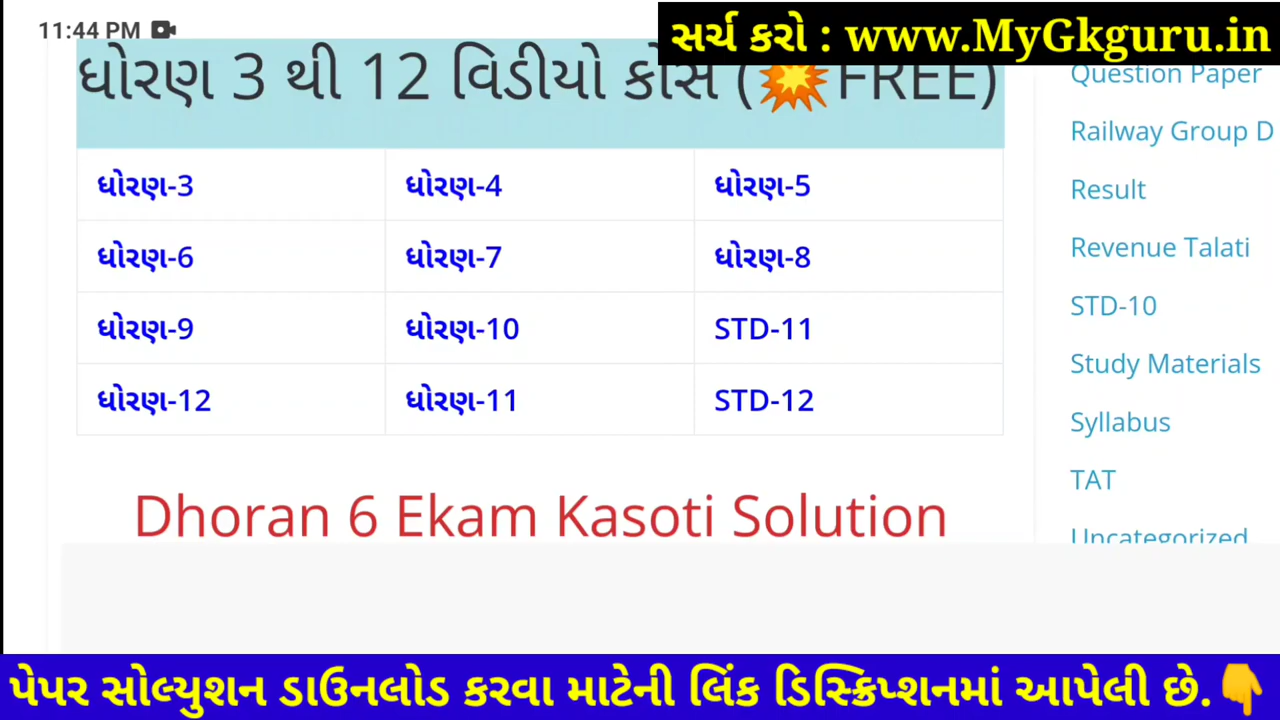 11:44 PM
સર્ચ કરો : www.MyGkguru.in
ધોરણ 3 થી 12 વિડીયો કોર્સ (💥FREE)
ધોરણ-3 ધોરણ-4 ધોરણ-5
ધોરણ-6 ધોરણ-7 ધોરણ-8
ધોરણ-9 ધોરણ-10 STD-11
ધોરણ-12 ધોરણ-11 STD-12
Dhoran 6 Ekam Kasoti Solution
Question Paper
Railway Group D
Result
Revenue Talati
STD-10
Study Materials
Syllabus
TAT
Uncategorized
પેપર સોલ્યુશન ડાઉનલોડ કરવા માટેની લિંક ડિસ્ક્રિપ્શનમાં આપેલી છે.👇